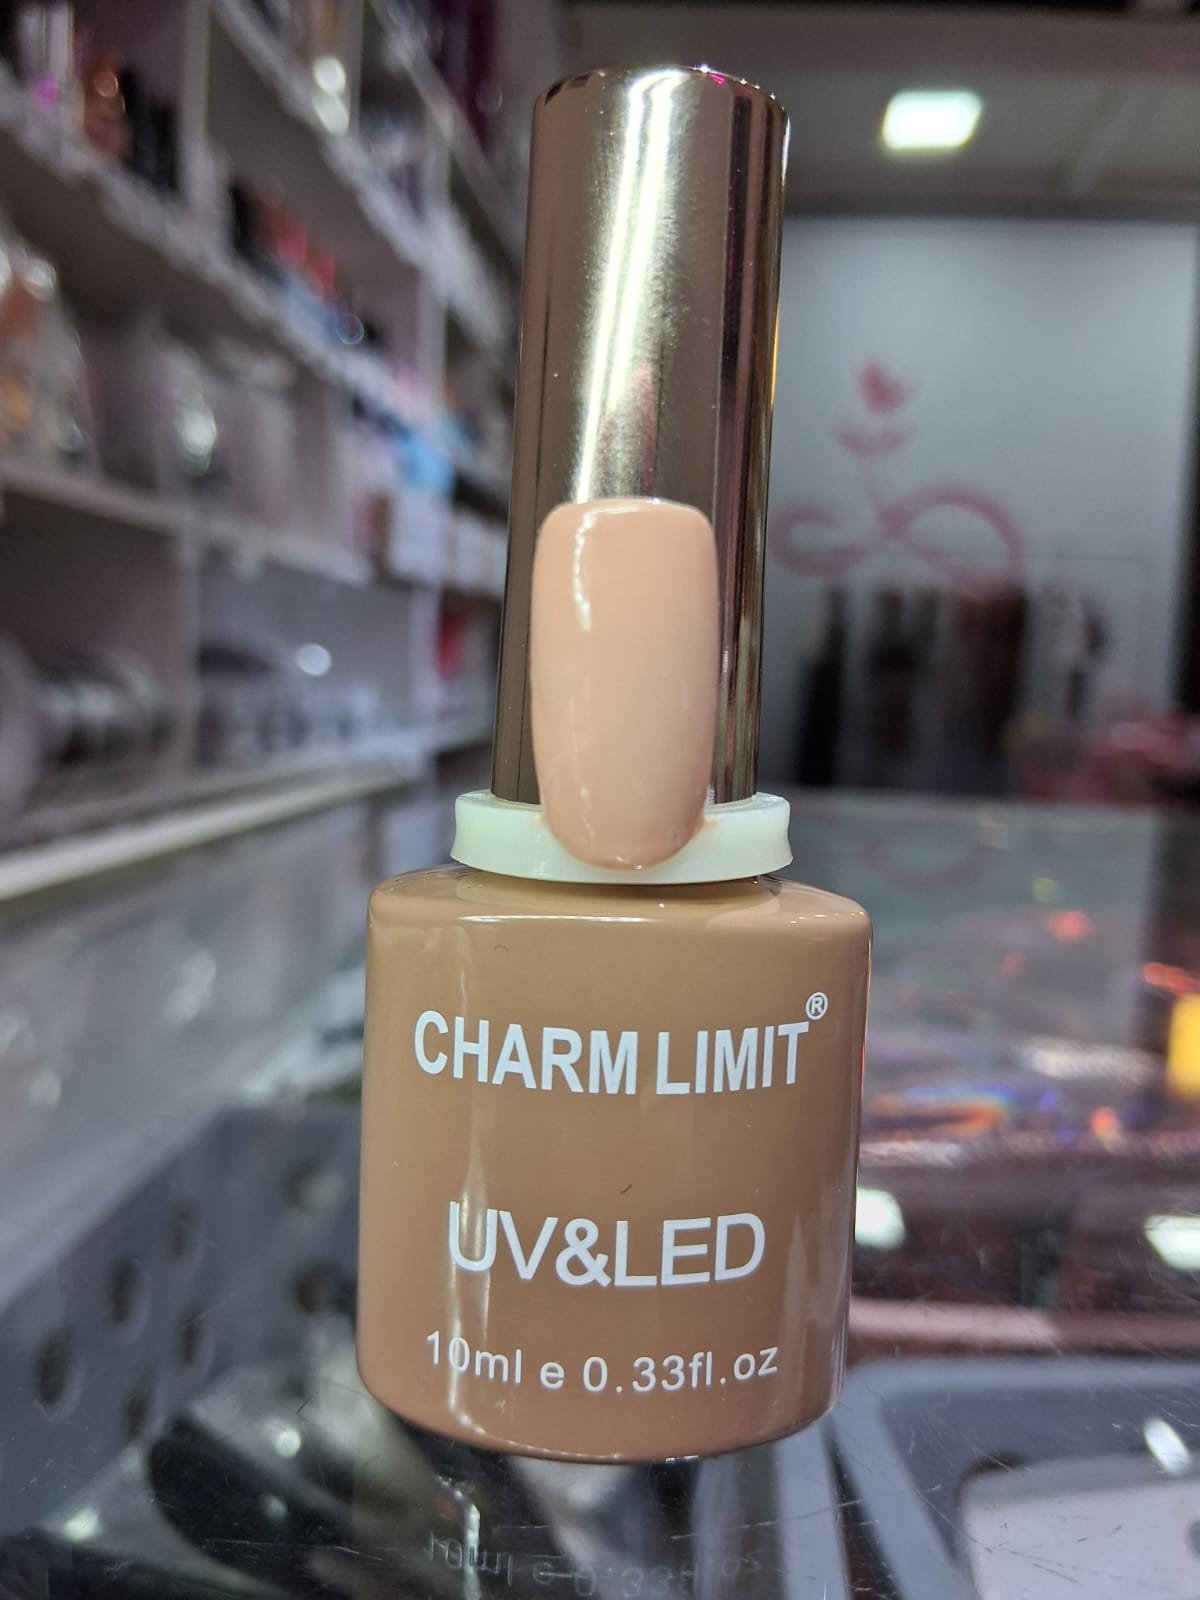 CHARM LIMIT®
UV&LED
10ml e 0.33fl.oz